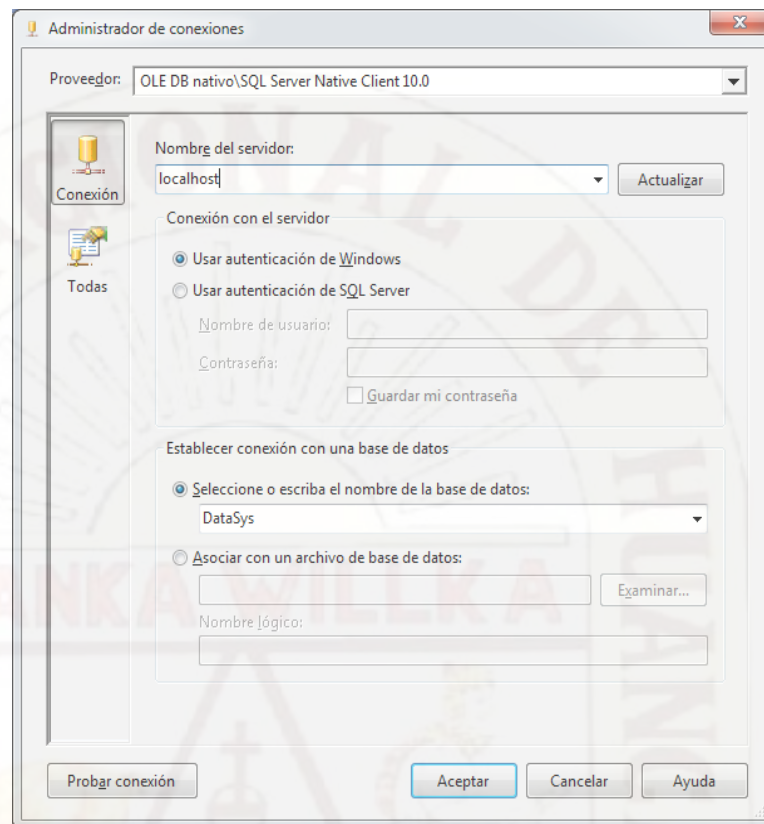 Administrador de conexiones
Proveedor: OLE DB nativo\SQL Server Native Client 10.0
Conexión
Todas
Nombre del servidor:
localhost
Actualizar
Conexión con el servidor
Usar autenticación de Windows
Usar autenticación de SQL Server
Nombre de usuario:
Contraseña:
Guardar mi contraseña
Establecer conexión con una base de datos
Seleccione o escriba el nombre de la base de datos:
DataSys
Asociar con un archivo de base de datos:
Examinar...
Nombre lógico:
Probar conexión
Aceptar
Cancelar
Ayuda
WILLKA